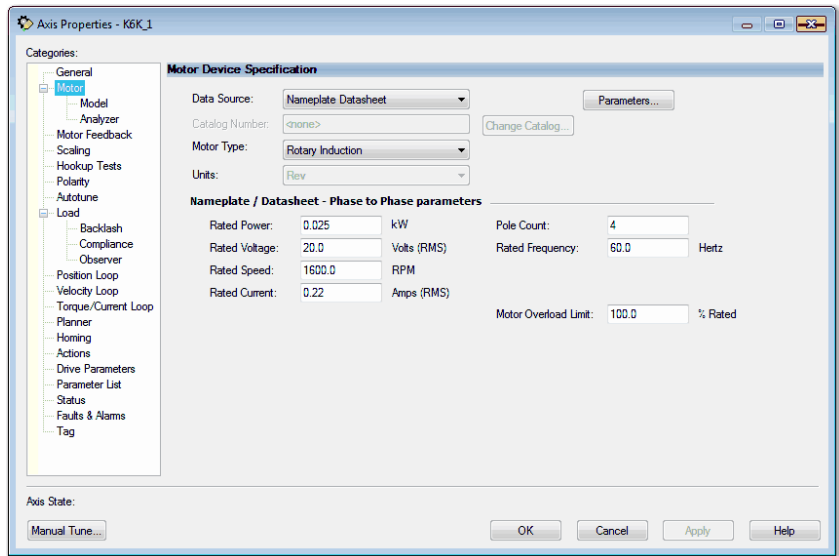 Axis Properties - K6K_1
Categories:
General
Motor
Model
Analyzer
Motor Feedback
Scaling
Hookup Tests
Polarity
Autotune
Load
Backlash
Compliance
Observer
Position Loop
Velocity Loop
Torque/Current Loop
Planner
Homing
Actions
Drive Parameters
Parameter List
Status
Faults & Alarms
Tag
Motor Device Specification
Data Source: Nameplate Datasheet Parameters...
Catalog Number: <none> Change Catalog...
Motor Type: Rotary Induction
Units: Rev
Nameplate / Datasheet - Phase to Phase parameters
Rated Power: 0.025 kW Pole Count: 4
Rated Voltage: 20.0 Volts (RMS) Rated Frequency: 60.0 Hertz
Rated Speed: 1600.0 RPM
Rated Current: 0.22 Amps (RMS)
Motor Overload Limit: 100.0 % Rated
Axis State:
Manual Tune... OK Cancel Apply Help